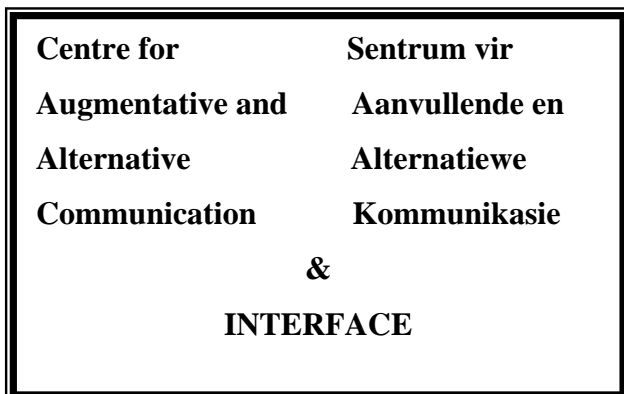 Centre for Sentrum vir
Augmentative and Aanvullende en
Alternative Alternatiewe
Communication Kommunikasie
&
INTERFACE